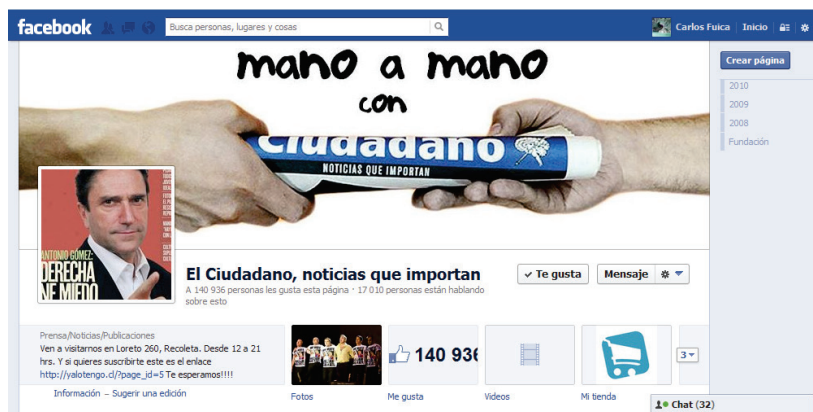 facebook
Busca personas, lugares y cosas
Carlos Fuica
Inicio
mano a mano
con
Ciudadano
NOTICIAS QUE IMPORTAN
Crear página
2010
2009
2008
Fundación
ANTONIO GÓMEZ:
DERECHA
NE MIEDO
El Ciudadano, noticias que importan
A 140 936 personas les gusta esta página · 17 010 personas están hablando
sobre esto
✓ Te gusta
Mensaje
Prensa/Noticias/Publicaciones
Ven a visitarnos en Loreto 260, Recoleta. Desde 12 a 21
hrs. Y si quieres suscribirte este es el enlace
http://yalotengo.cl/?page_id=5 Te esperamos!!!!
Información – Sugerir una edición
140 936
3
Fotos
Me gusta
Videos
Mi tienda
Chat (32)